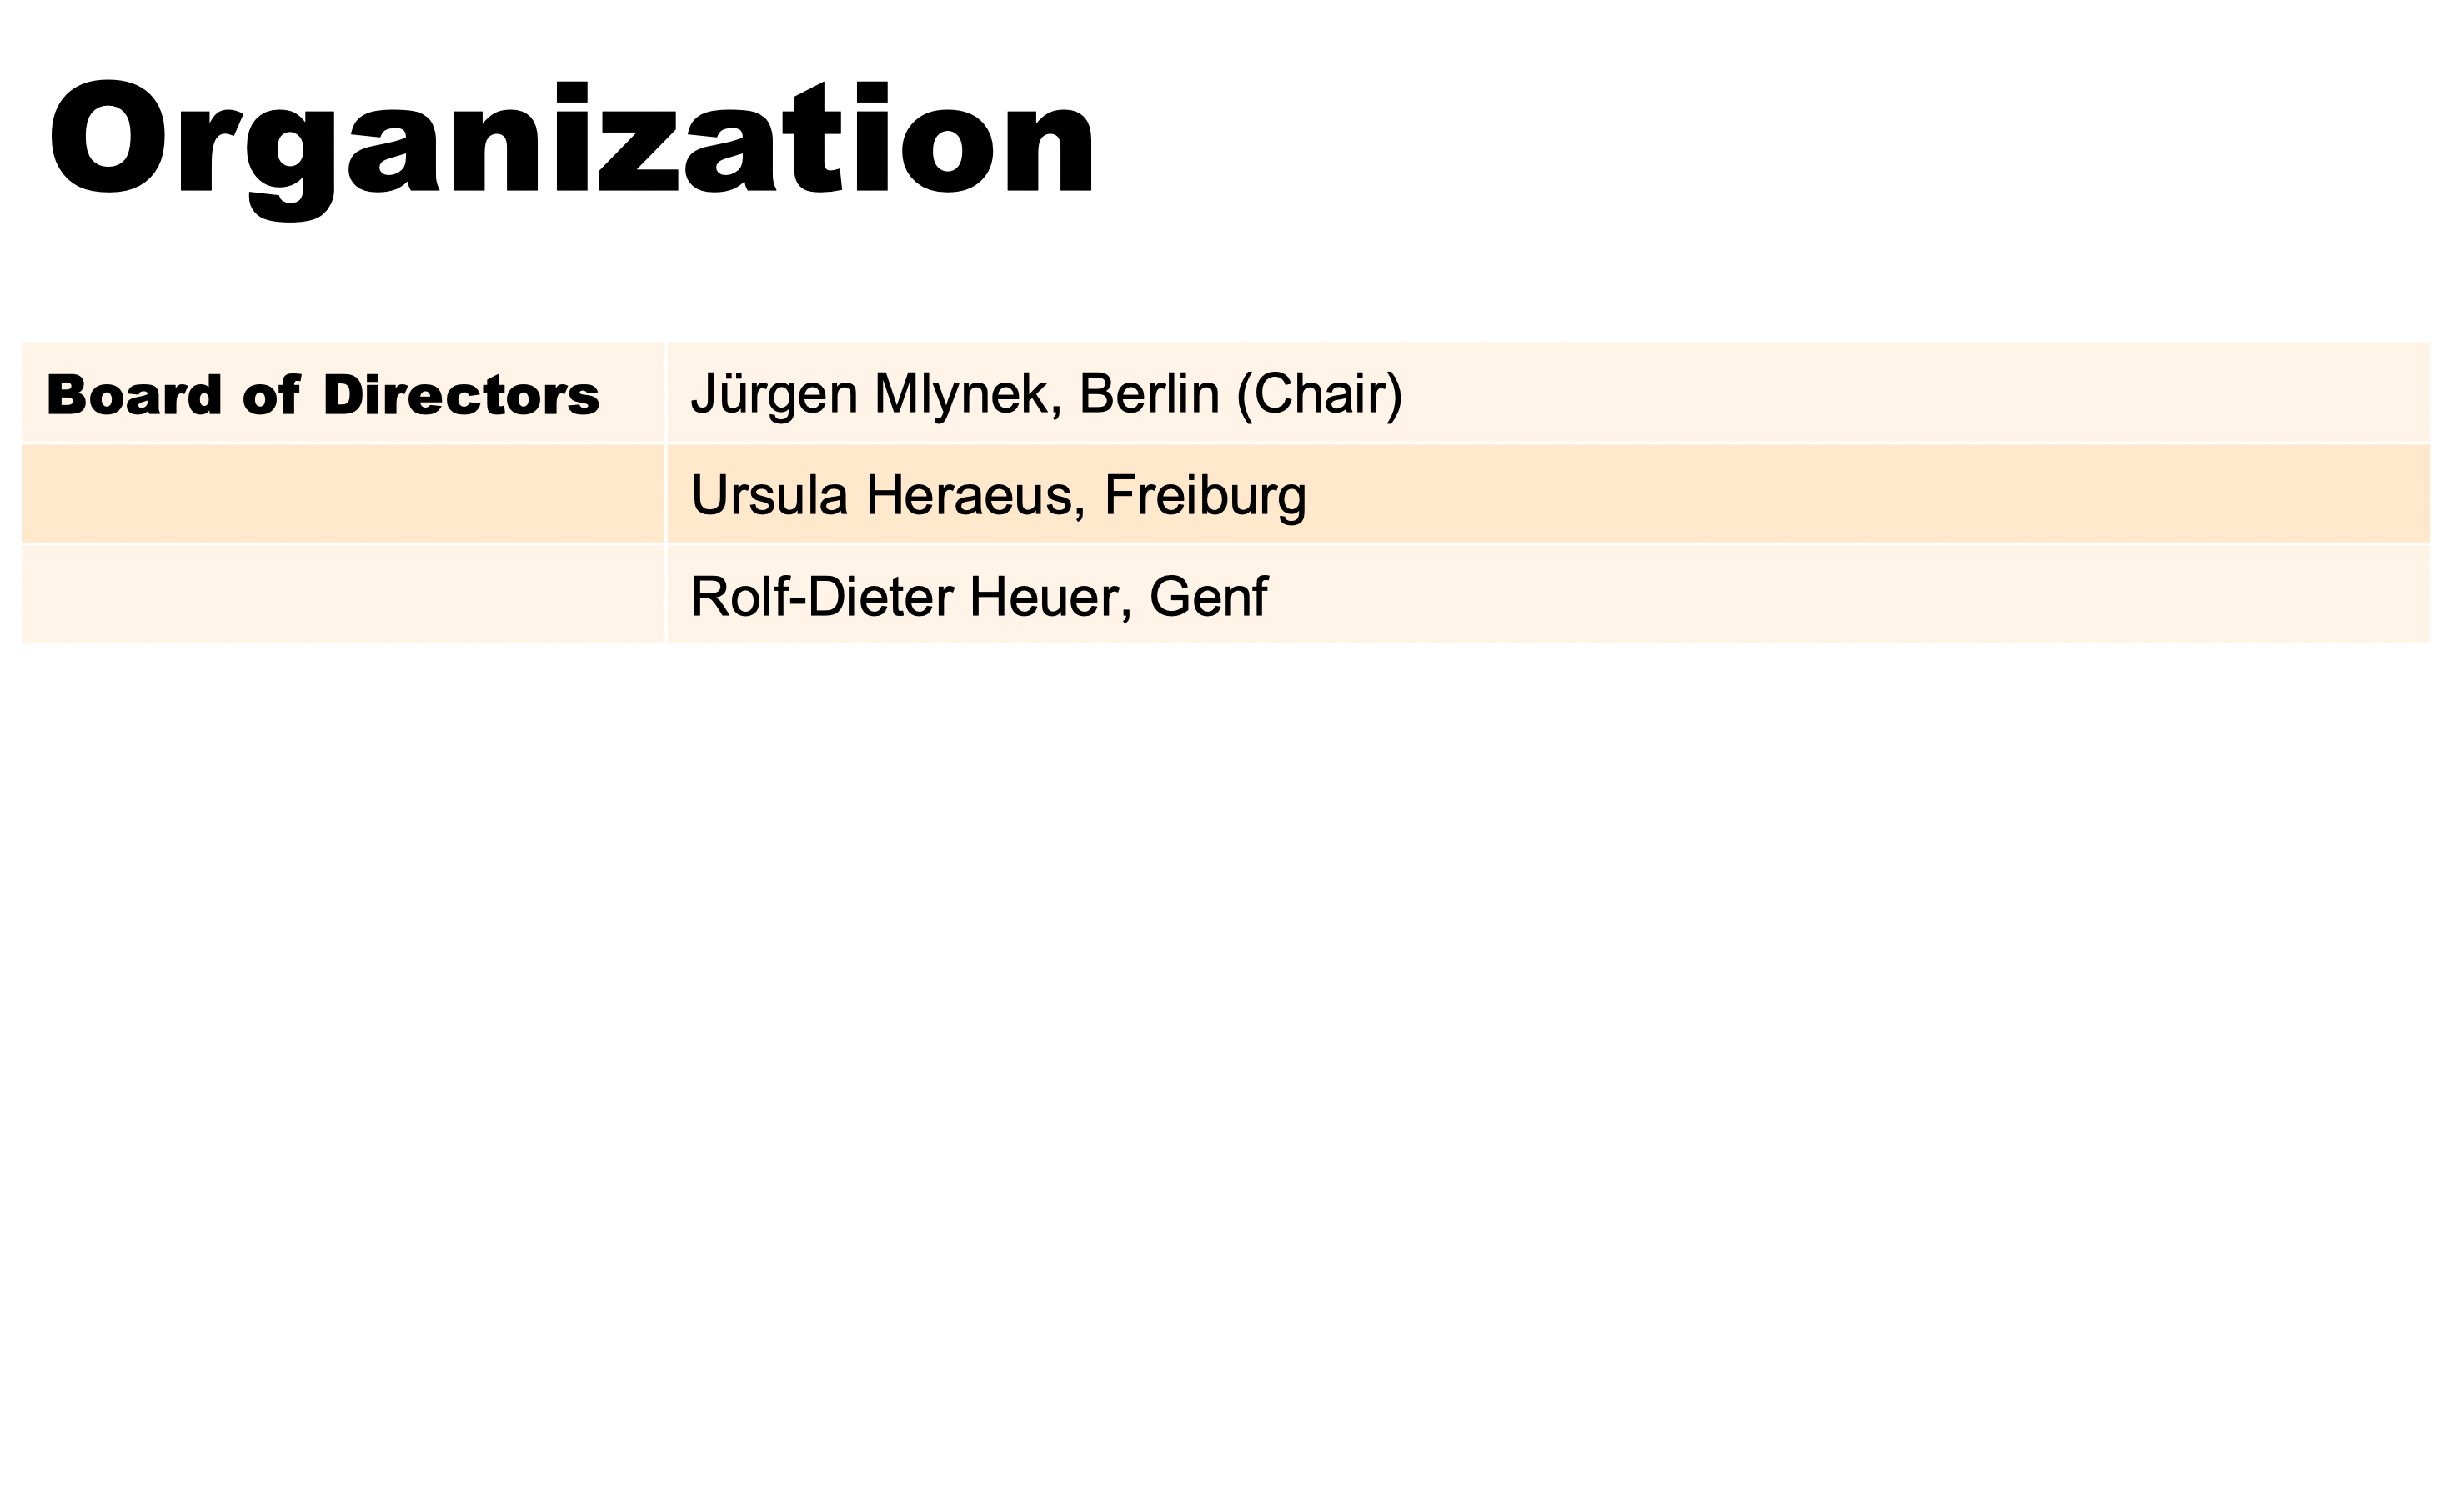 Organization
Board of Directors
Jürgen Mlynek, Berlin (Chair)
Ursula Heraeus, Freiburg
Rolf-Dieter Heuer, Genf